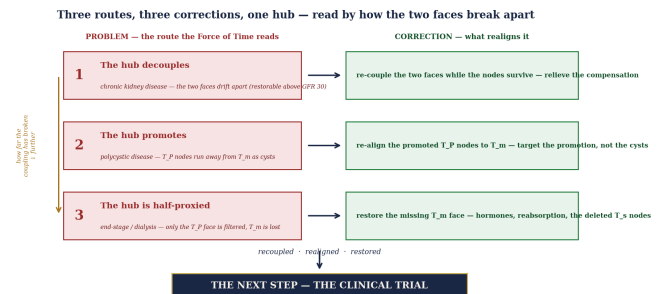 Three routes, three corrections, one hub — read by how the two faces break apart
PROBLEM — the route the Force of Time reads
CORRECTION — what realigns it
how far the
coupling has broken
↓ further
1
The hub decouples
chronic kidney disease — the two faces drift apart (restorable above GFR 30)
re-couple the two faces while the nodes survive — relieve the compensation
2
The hub promotes
polycystic disease — T_P nodes run away from T_m as cysts
re-align the promoted T_P nodes to T_m — target the promotion, not the cysts
3
The hub is half-proxied
end-stage / dialysis — only the T_P face is filtered, T_m is lost
restore the missing T_m face — hormones, reabsorption, the deleted T_s nodes
recoupled · realigned · restored
THE NEXT STEP — THE CLINICAL TRIAL